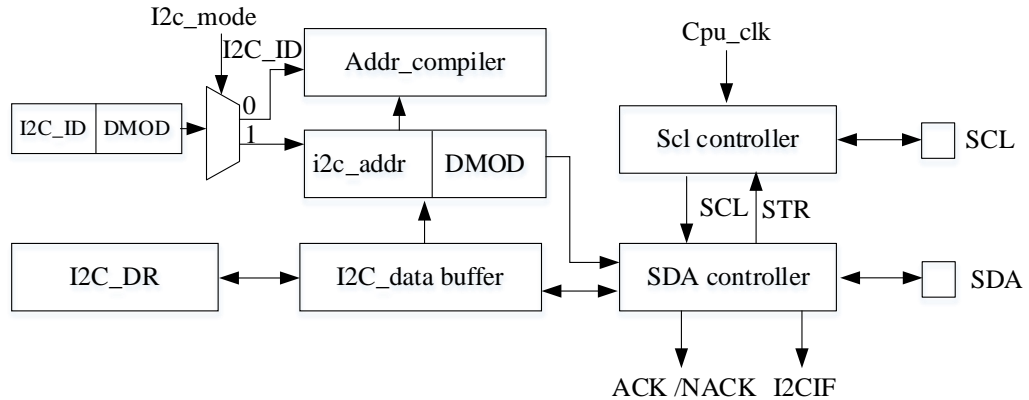 I2c_mode
I2C_ID
Addr_compiler
Cpu_clk
I2C_ID DMOD
0
1
i2c_addr DMOD
Scl controller
SCL
SCL STR
I2C_DR
I2C_data buffer
SDA controller
SDA
ACK /NACK I2CIF